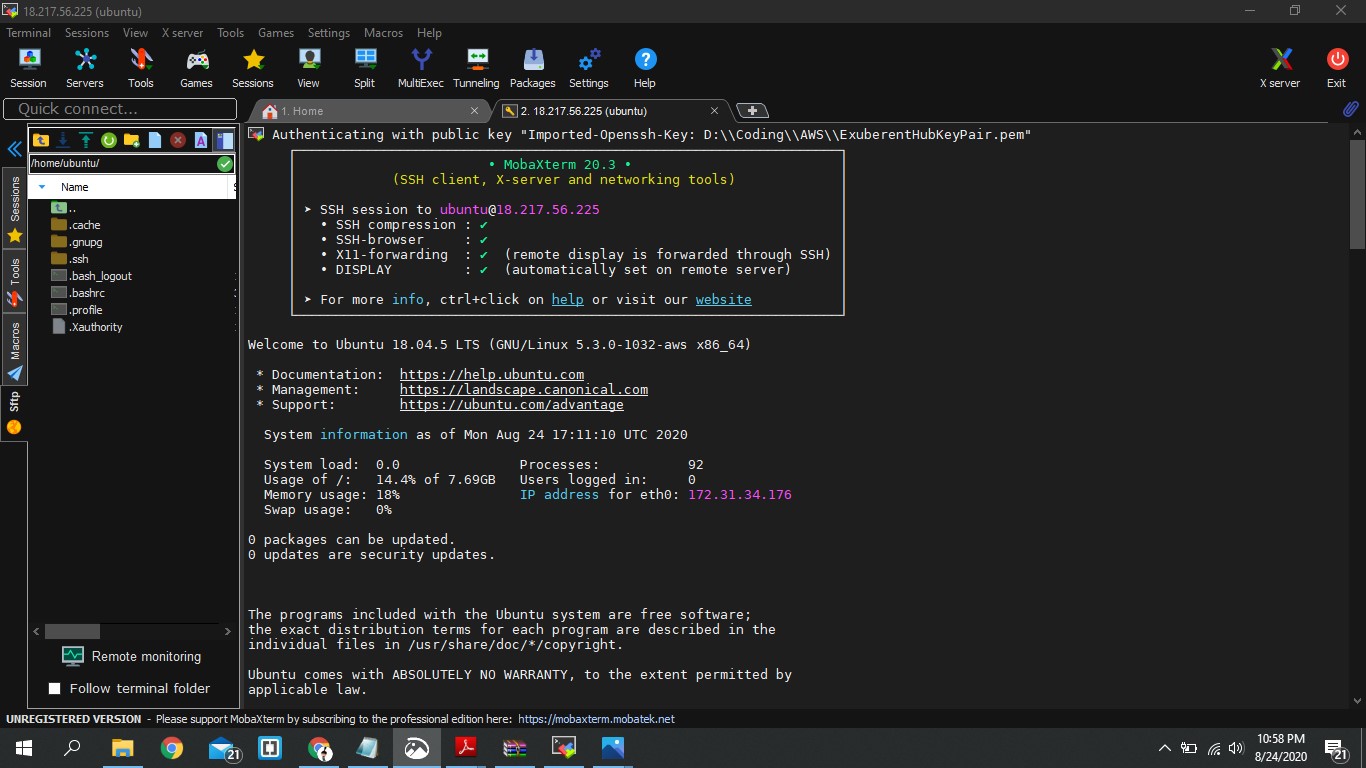 18.217.56.225 (ubuntu)
Terminal Sessions View X server Tools Games Settings Macros Help
Session Servers Tools Games Sessions View Split MultiExec Tunneling Packages Settings Help X server Exit
Quick connect...
1. Home
2. 18.217.56.225 (ubuntu)
/home/ubuntu/
Name
..
.cache
.gnupg
.ssh
.bash_logout
.bashrc
.profile
.Xauthority
Sessions
Tools
Macros
Sftp
Remote monitoring
Follow terminal folder
Authenticating with public key "Imported-Openssh-Key: D:\\Coding\\AWS\\ExuberentHubKeyPair.pem"
• MobaXterm 20.3 •
(SSH client, X-server and networking tools)
➤ SSH session to ubuntu@18.217.56.225
• SSH compression : ✔
• SSH-browser : ✔
• X11-forwarding : ✔ (remote display is forwarded through SSH)
• DISPLAY : ✔ (automatically set on remote server)
➤ For more info, ctrl+click on help or visit our website
Welcome to Ubuntu 18.04.5 LTS (GNU/Linux 5.3.0-1032-aws x86_64)
* Documentation: https://help.ubuntu.com
* Management: https://landscape.canonical.com
* Support: https://ubuntu.com/advantage
System information as of Mon Aug 24 17:11:10 UTC 2020
System load: 0.0 Processes: 92
Usage of /: 14.4% of 7.69GB Users logged in: 0
Memory usage: 18% IP address for eth0: 172.31.34.176
Swap usage: 0%
0 packages can be updated.
0 updates are security updates.
The programs included with the Ubuntu system are free software;
the exact distribution terms for each program are described in the
individual files in /usr/share/doc/*/copyright.
Ubuntu comes with ABSOLUTELY NO WARRANTY, to the extent permitted by
applicable law.
UNREGISTERED VERSION - Please support MobaXterm by subscribing to the professional edition here: https://mobaxterm.mobatek.net
21
10:58 PM
8/24/2020
21